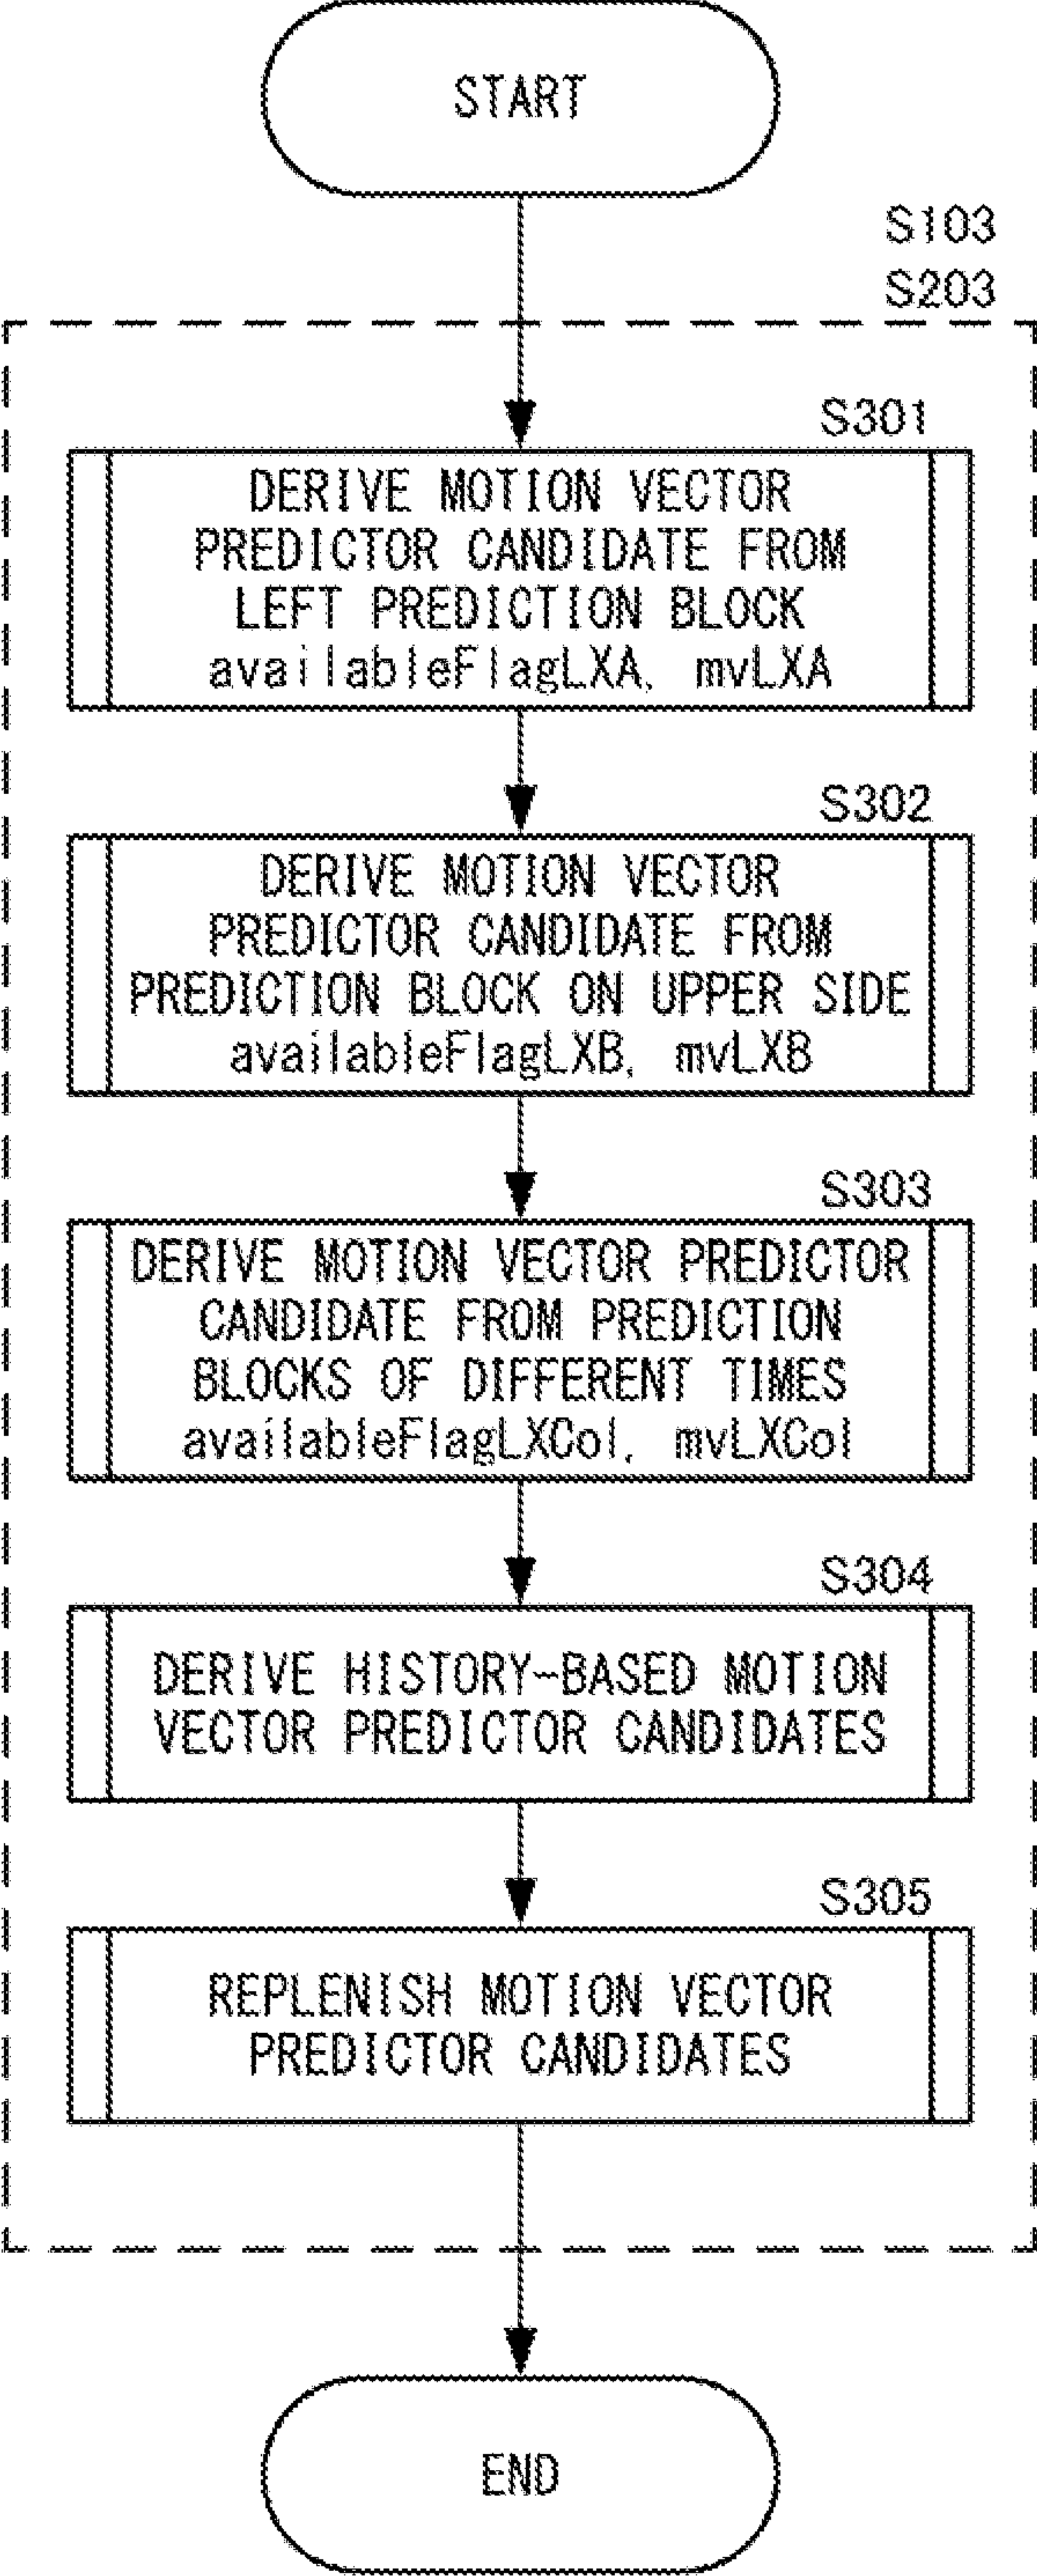 START
S103
S203
S301
DERIVE MOTION VECTOR
PREDICTOR CANDIDATE FROM
LEFT PREDICTION BLOCK
availableFlagLXA, mvLXA
S302
DERIVE MOTION VECTOR
PREDICTOR CANDIDATE FROM
PREDICTION BLOCK ON UPPER SIDE
availableFlagLXB, mvLXB
S303
DERIVE MOTION VECTOR PREDICTOR
CANDIDATE FROM PREDICTION
BLOCKS OF DIFFERENT TIMES
availableFlagLXCol, mvLXCol
S304
DERIVE HISTORY-BASED MOTION
VECTOR PREDICTOR CANDIDATES
S305
REPLENISH MOTION VECTOR
PREDICTOR CANDIDATES
END